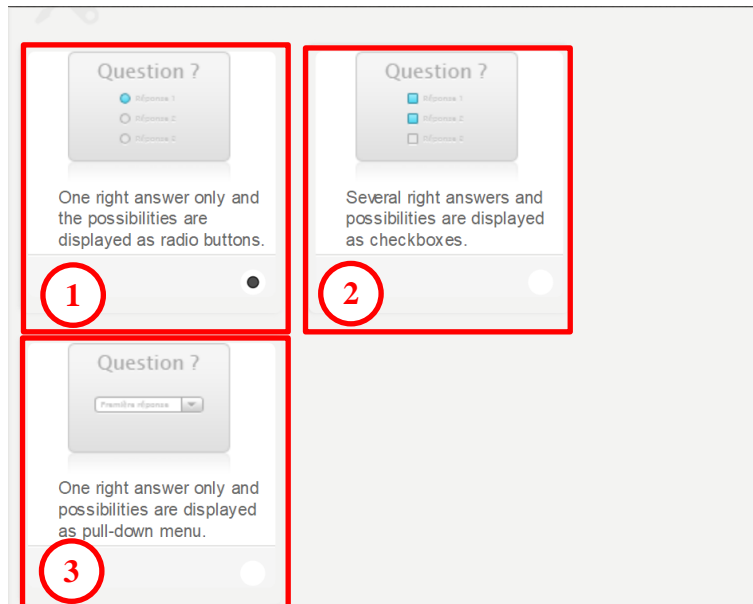 Question ?
Réponse 1
Réponse 2
Réponse 3
One right answer only and
the possibilities are
displayed as radio buttons.
1
Question ?
Réponse 1
Réponse 2
Réponse 3
Several right answers and
possibilities are displayed
as checkboxes.
2
Question ?
Première réponse
One right answer only and
possibilities are displayed
as pull-down menu.
3